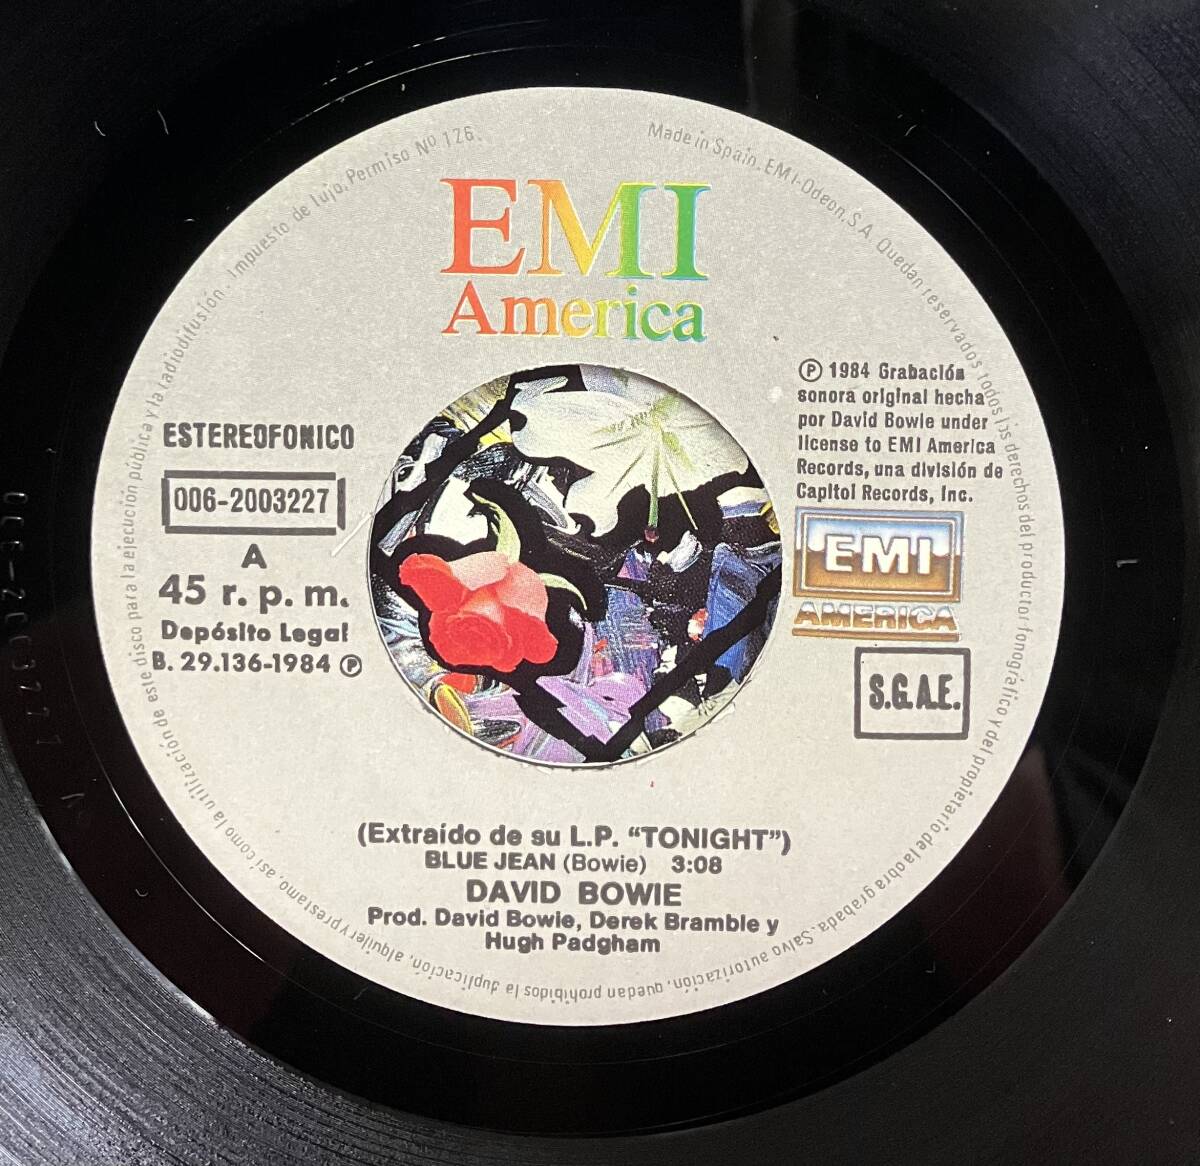 Impuesto de lujo. Permiso Nº 126.
Made in Spain. EMI-Odeon, S.A. Quedan reservados todos los derechos del productor fonográfico y del propietario de la obra grabada. Salvo autorización, quedan prohibidos la duplicación, alquiler y préstamo, así como la utilización de este disco para la ejecución pública y la radiodifusión.
EMI
America
Ⓟ 1984 Grabación
sonora original hecha
por David Bowie under
license to EMI America
Records, una división de
Capitol Records, Inc.
ESTEREOFONICO
006-2003227
A
45 r. p. m.
Depósito Legal
B. 29.136-1984 Ⓟ
EMI
AMERICA
S.G.A.E.
(Extraído de su L.P. “TONIGHT”)
BLUE JEAN (Bowie) 3:08
DAVID BOWIE
Prod. David Bowie, Derek Bramble y
Hugh Padgham